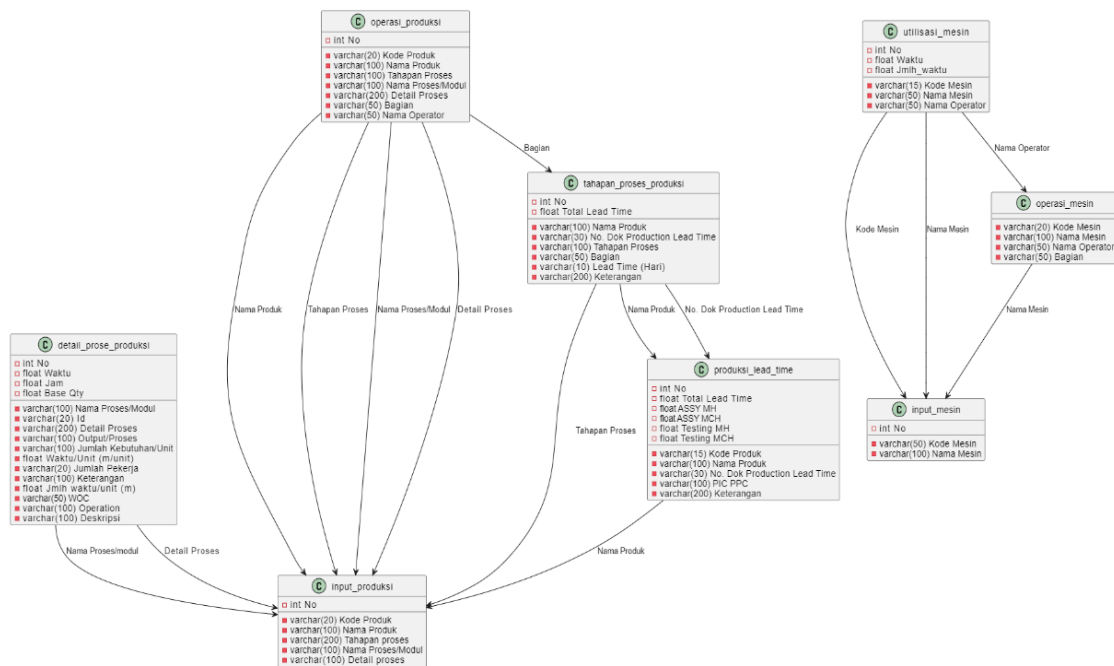 C operasi_produksi
int No
varchar(20) Kode Produk
varchar(100) Nama Produk
varchar(100) Tahapan Proses
varchar(100) Nama Proses/Modul
varchar(200) Detail Proses
varchar(50) Bagian
varchar(50) Nama Operator
C utilisasi_mesin
int No
float Waktu
float Jmlh_waktu
varchar(15) Kode Mesin
varchar(50) Nama Mesin
varchar(50) Nama Operator
Bagian
Nama Operator
C tahapan_proses_produksi
int No
float Total Lead Time
varchar(100) Nama Produk
varchar(30) No. Dok Production Lead Time
varchar(100) Tahapan Proses
varchar(50) Bagian
varchar(10) Lead Time (Hari)
varchar(200) Keterangan
C operasi_mesin
varchar(20) Kode Mesin
varchar(100) Nama Mesin
varchar(50) Nama Operator
varchar(50) Bagian
Kode Mesin
Nama Mesin
Nama Produk
Tahapan Proses
Nama Proses/Modul
Detail Proses
Nama Produk
No. Dok Production Lead Time
Nama Mesin
C detail_prose_produksi
int No
float Waktu
float Jam
float Base Qty
varchar(100) Nama Proses/Modul
varchar(20) Id
varchar(200) Detail Proses
varchar(100) Output/Proses
varchar(100) Jumlah Kebutuhan/Unit
float Waktu/Unit (m/unit)
varchar(20) Jumlah Pekerja
varchar(100) Keterangan
float Jmlh waktu/unit (m)
varchar(50) WOC
varchar(100) Operation
varchar(100) Deskripsi
C produksi_lead_time
int No
float Total Lead Time
float ASSY MH
float ASSY MCH
float Testing MH
float Testing MCH
varchar(15) Kode Produk
varchar(100) Nama Produk
varchar(30) No. Dok Production Lead Time
varchar(100) PIC PPC
varchar(200) Keterangan
C input_mesin
int No
varchar(50) Kode Mesin
varchar(100) Nama Mesin
Tahapan Proses
Nama Proses/modul
Detail Proses
Nama Produk
C input_produksi
int No
varchar(20) Kode Produk
varchar(100) Nama Produk
varchar(200) Tahapan proses
varchar(100) Nama Proses/Modul
varchar(100) Detail proses